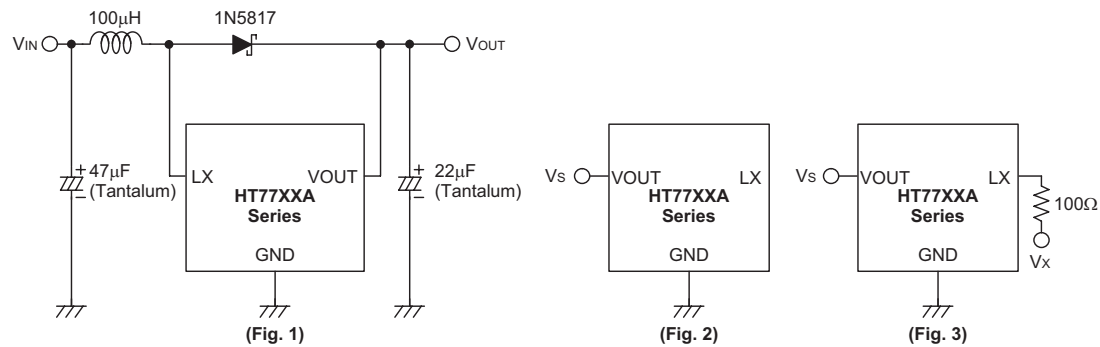 100µH
1N5817
VIN
VOUT
47µF
(Tantalum)
LX
VOUT
HT77XXA
Series
GND
22µF
(Tantalum)
(Fig. 1)
VS
VOUT
LX
HT77XXA
Series
GND
(Fig. 2)
VS
VOUT
LX
HT77XXA
Series
GND
100Ω
VX
(Fig. 3)